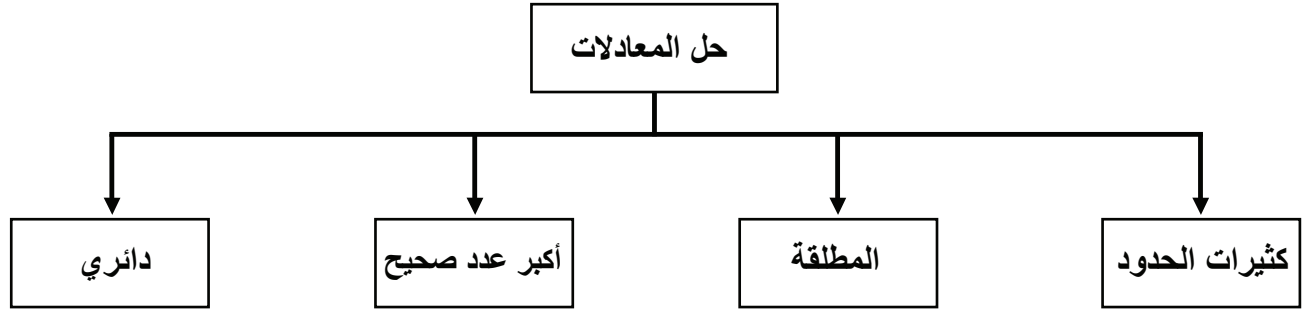 حل المعادلات
كثيرات الحدود
المطلقة
أكبر عدد صحيح
دائري